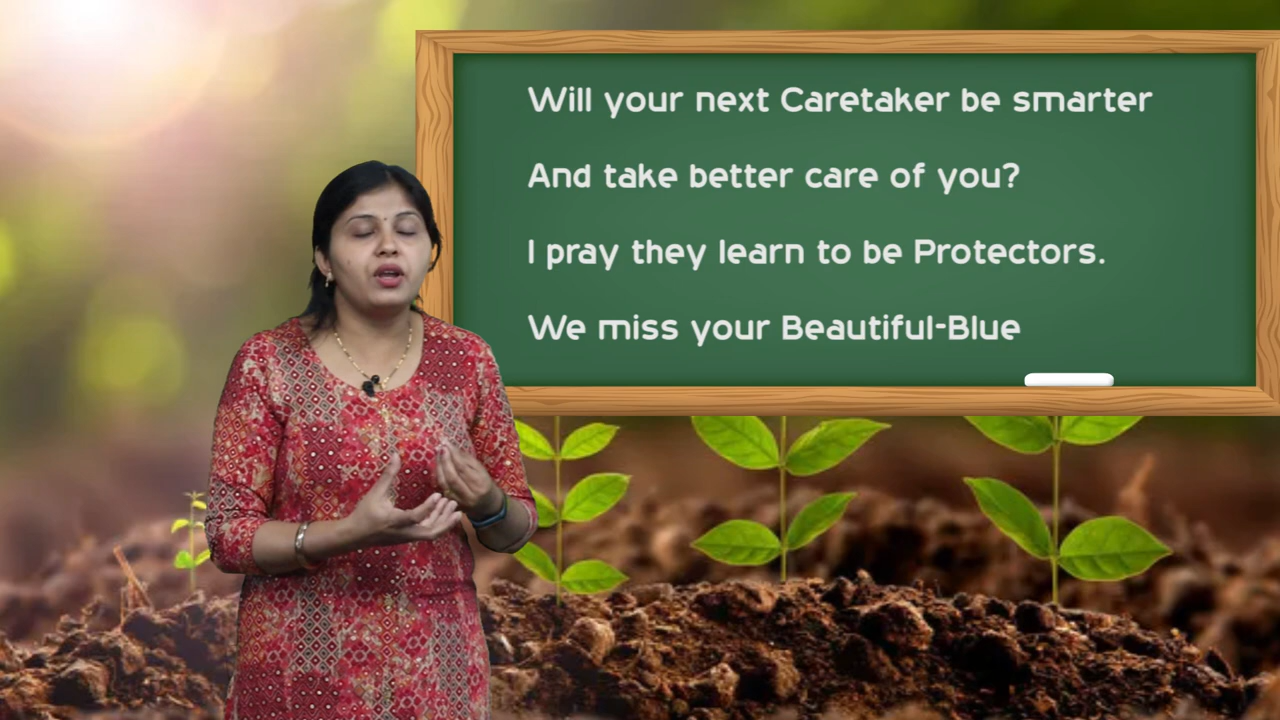 Will your next Caretaker be smarter
And take better care of you?
I pray they learn to be Protectors.
We miss your Beautiful-Blue